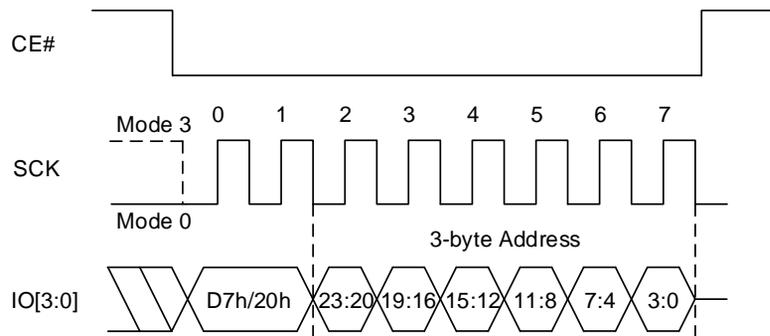 CE#
Mode 3 0 1 2 3 4 5 6 7
SCK
Mode 0
3-byte Address
IO[3:0] D7h/20h 23:20 19:16 15:12 11:8 7:4 3:0